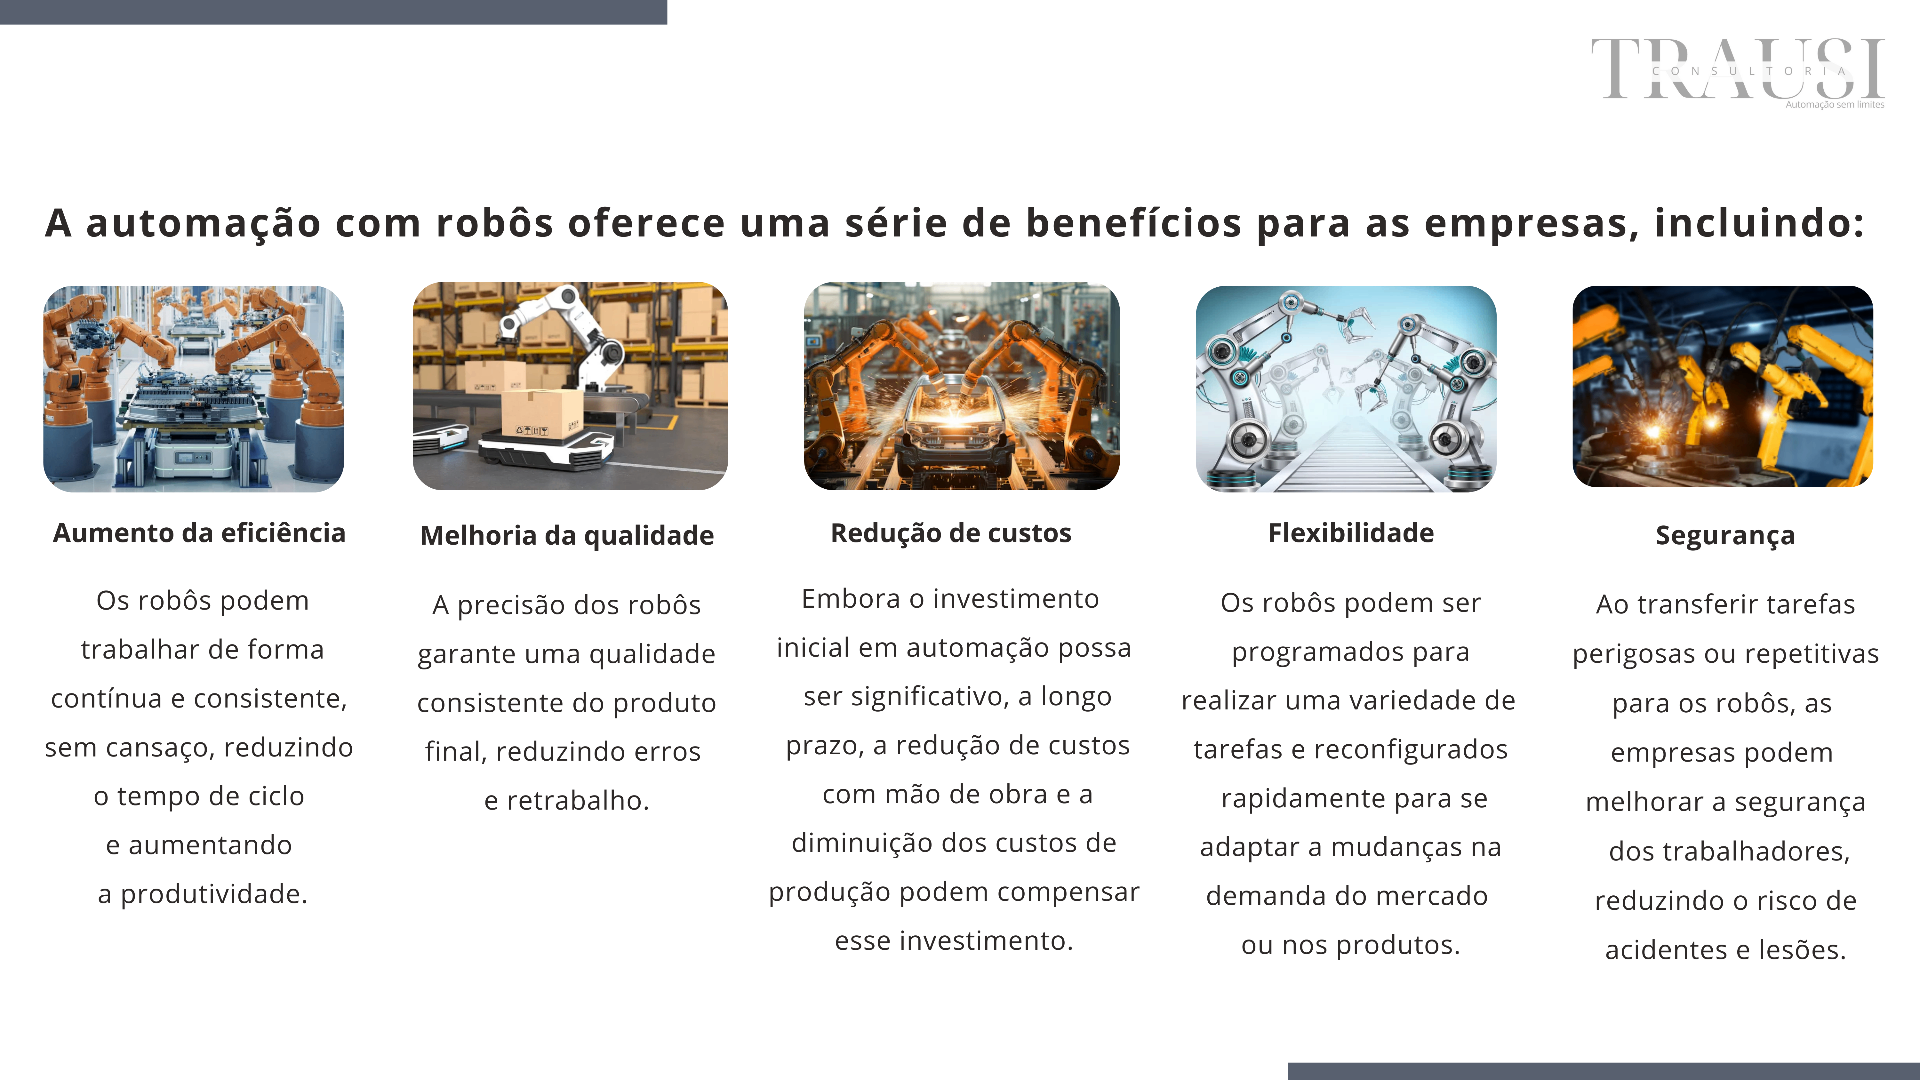 TRAUSI
CONSULTORIA
Automação sem limites
A automação com robôs oferece uma série de benefícios para as empresas, incluindo:
Aumento da eficiência
Os robôs podem
trabalhar de forma
contínua e consistente,
sem cansaço, reduzindo
o tempo de ciclo
e aumentando
a produtividade.
Melhoria da qualidade
A precisão dos robôs
garante uma qualidade
consistente do produto
final, reduzindo erros
e retrabalho.
Redução de custos
Embora o investimento
inicial em automação possa
ser significativo, a longo
prazo, a redução de custos
com mão de obra e a
diminuição dos custos de
produção podem compensar
esse investimento.
Flexibilidade
Os robôs podem ser
programados para
realizar uma variedade de
tarefas e reconfigurados
rapidamente para se
adaptar a mudanças na
demanda do mercado
ou nos produtos.
Segurança
Ao transferir tarefas
perigosas ou repetitivas
para os robôs, as
empresas podem
melhorar a segurança
dos trabalhadores,
reduzindo o risco de
acidentes e lesões.